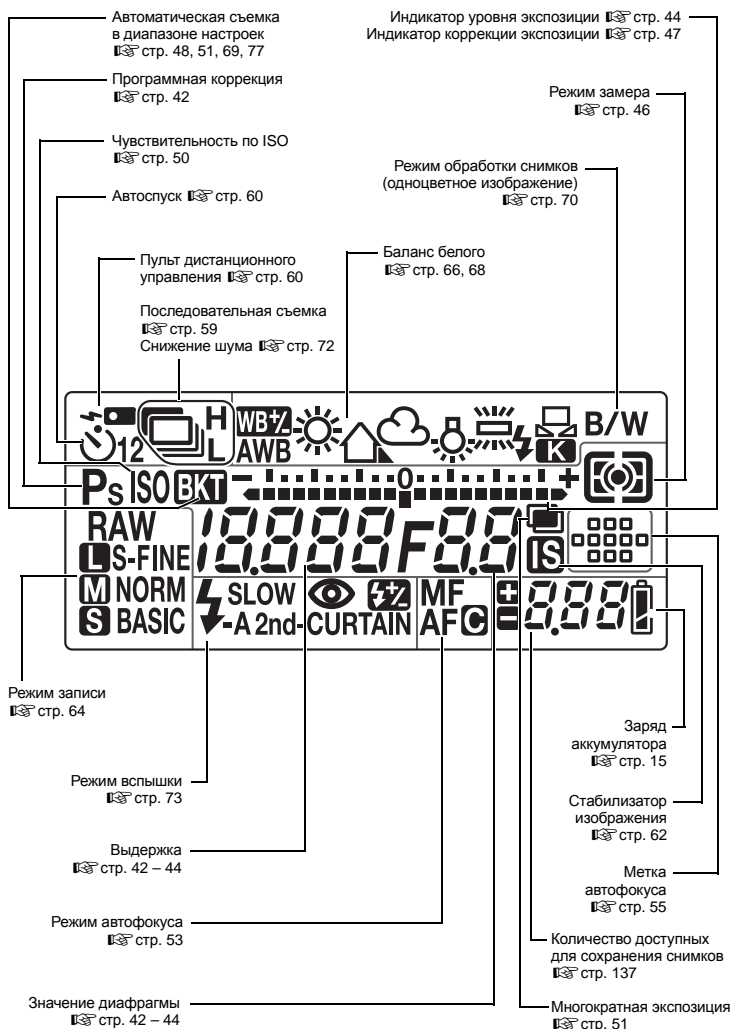 Автоматическая съемка
в диапазоне настроек
☞ стр. 48, 51, 69, 77
Программная коррекция
☞ стр. 42
Чувствительность по ISO
☞ стр. 50
Автоспуск ☞ стр. 60
Пульт дистанционного
управления ☞ стр. 60
Последовательная съемка
☞ стр. 59
Снижение шума ☞ стр. 72
Индикатор уровня экспозиции ☞ стр. 44
Индикатор коррекции экспозиции ☞ стр. 47
Режим замера
☞ стр. 46
Режим обработки снимков
(одноцветное изображение)
☞ стр. 70
Баланс белого
☞ стр. 66, 68
12 H L WB+/- AWB K B/W
Ps ISO BKT - 0 +
RAW
L S-FINE 18.888 F8.8 IS
M NORM SLOW MF
S BASIC -A 2nd-CURTAIN AF C 8.88
Режим записи
☞ стр. 64
Режим вспышки
☞ стр. 73
Выдержка
☞ стр. 42 – 44
Режим автофокуса
☞ стр. 53
Значение диафрагмы
☞ стр. 42 – 44
Заряд
аккумулятора
☞ стр. 15
Стабилизатор
изображения
☞ стр. 62
Метка
автофокуса
☞ стр. 55
Количество доступных
для сохранения снимков
☞ стр. 137
Многократная экспозиция
☞ стр. 51